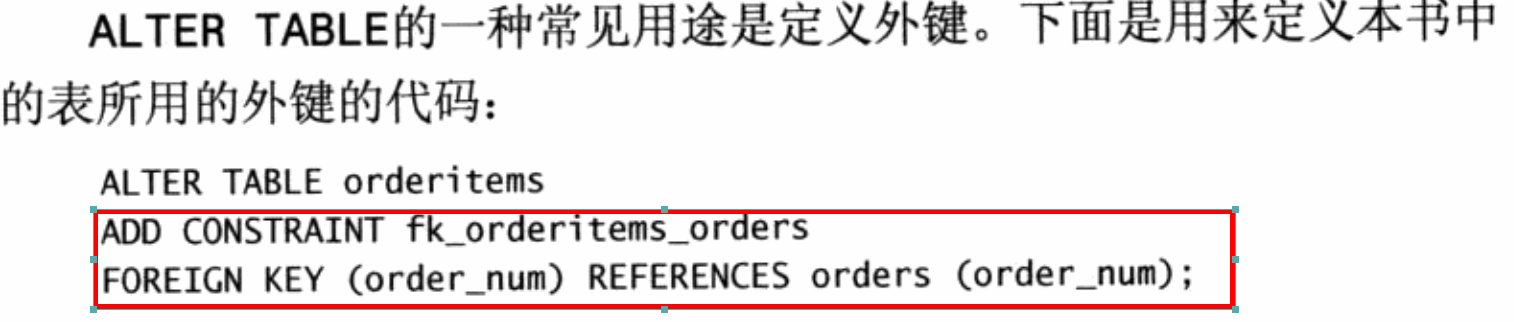 ALTER TABLE的一种常见用途是定义外键。下面是用来定义本书中
的表所用的外键的代码：
ALTER TABLE orderitems
ADD CONSTRAINT fk_orderitems_orders
FOREIGN KEY (order_num) REFERENCES orders (order_num);